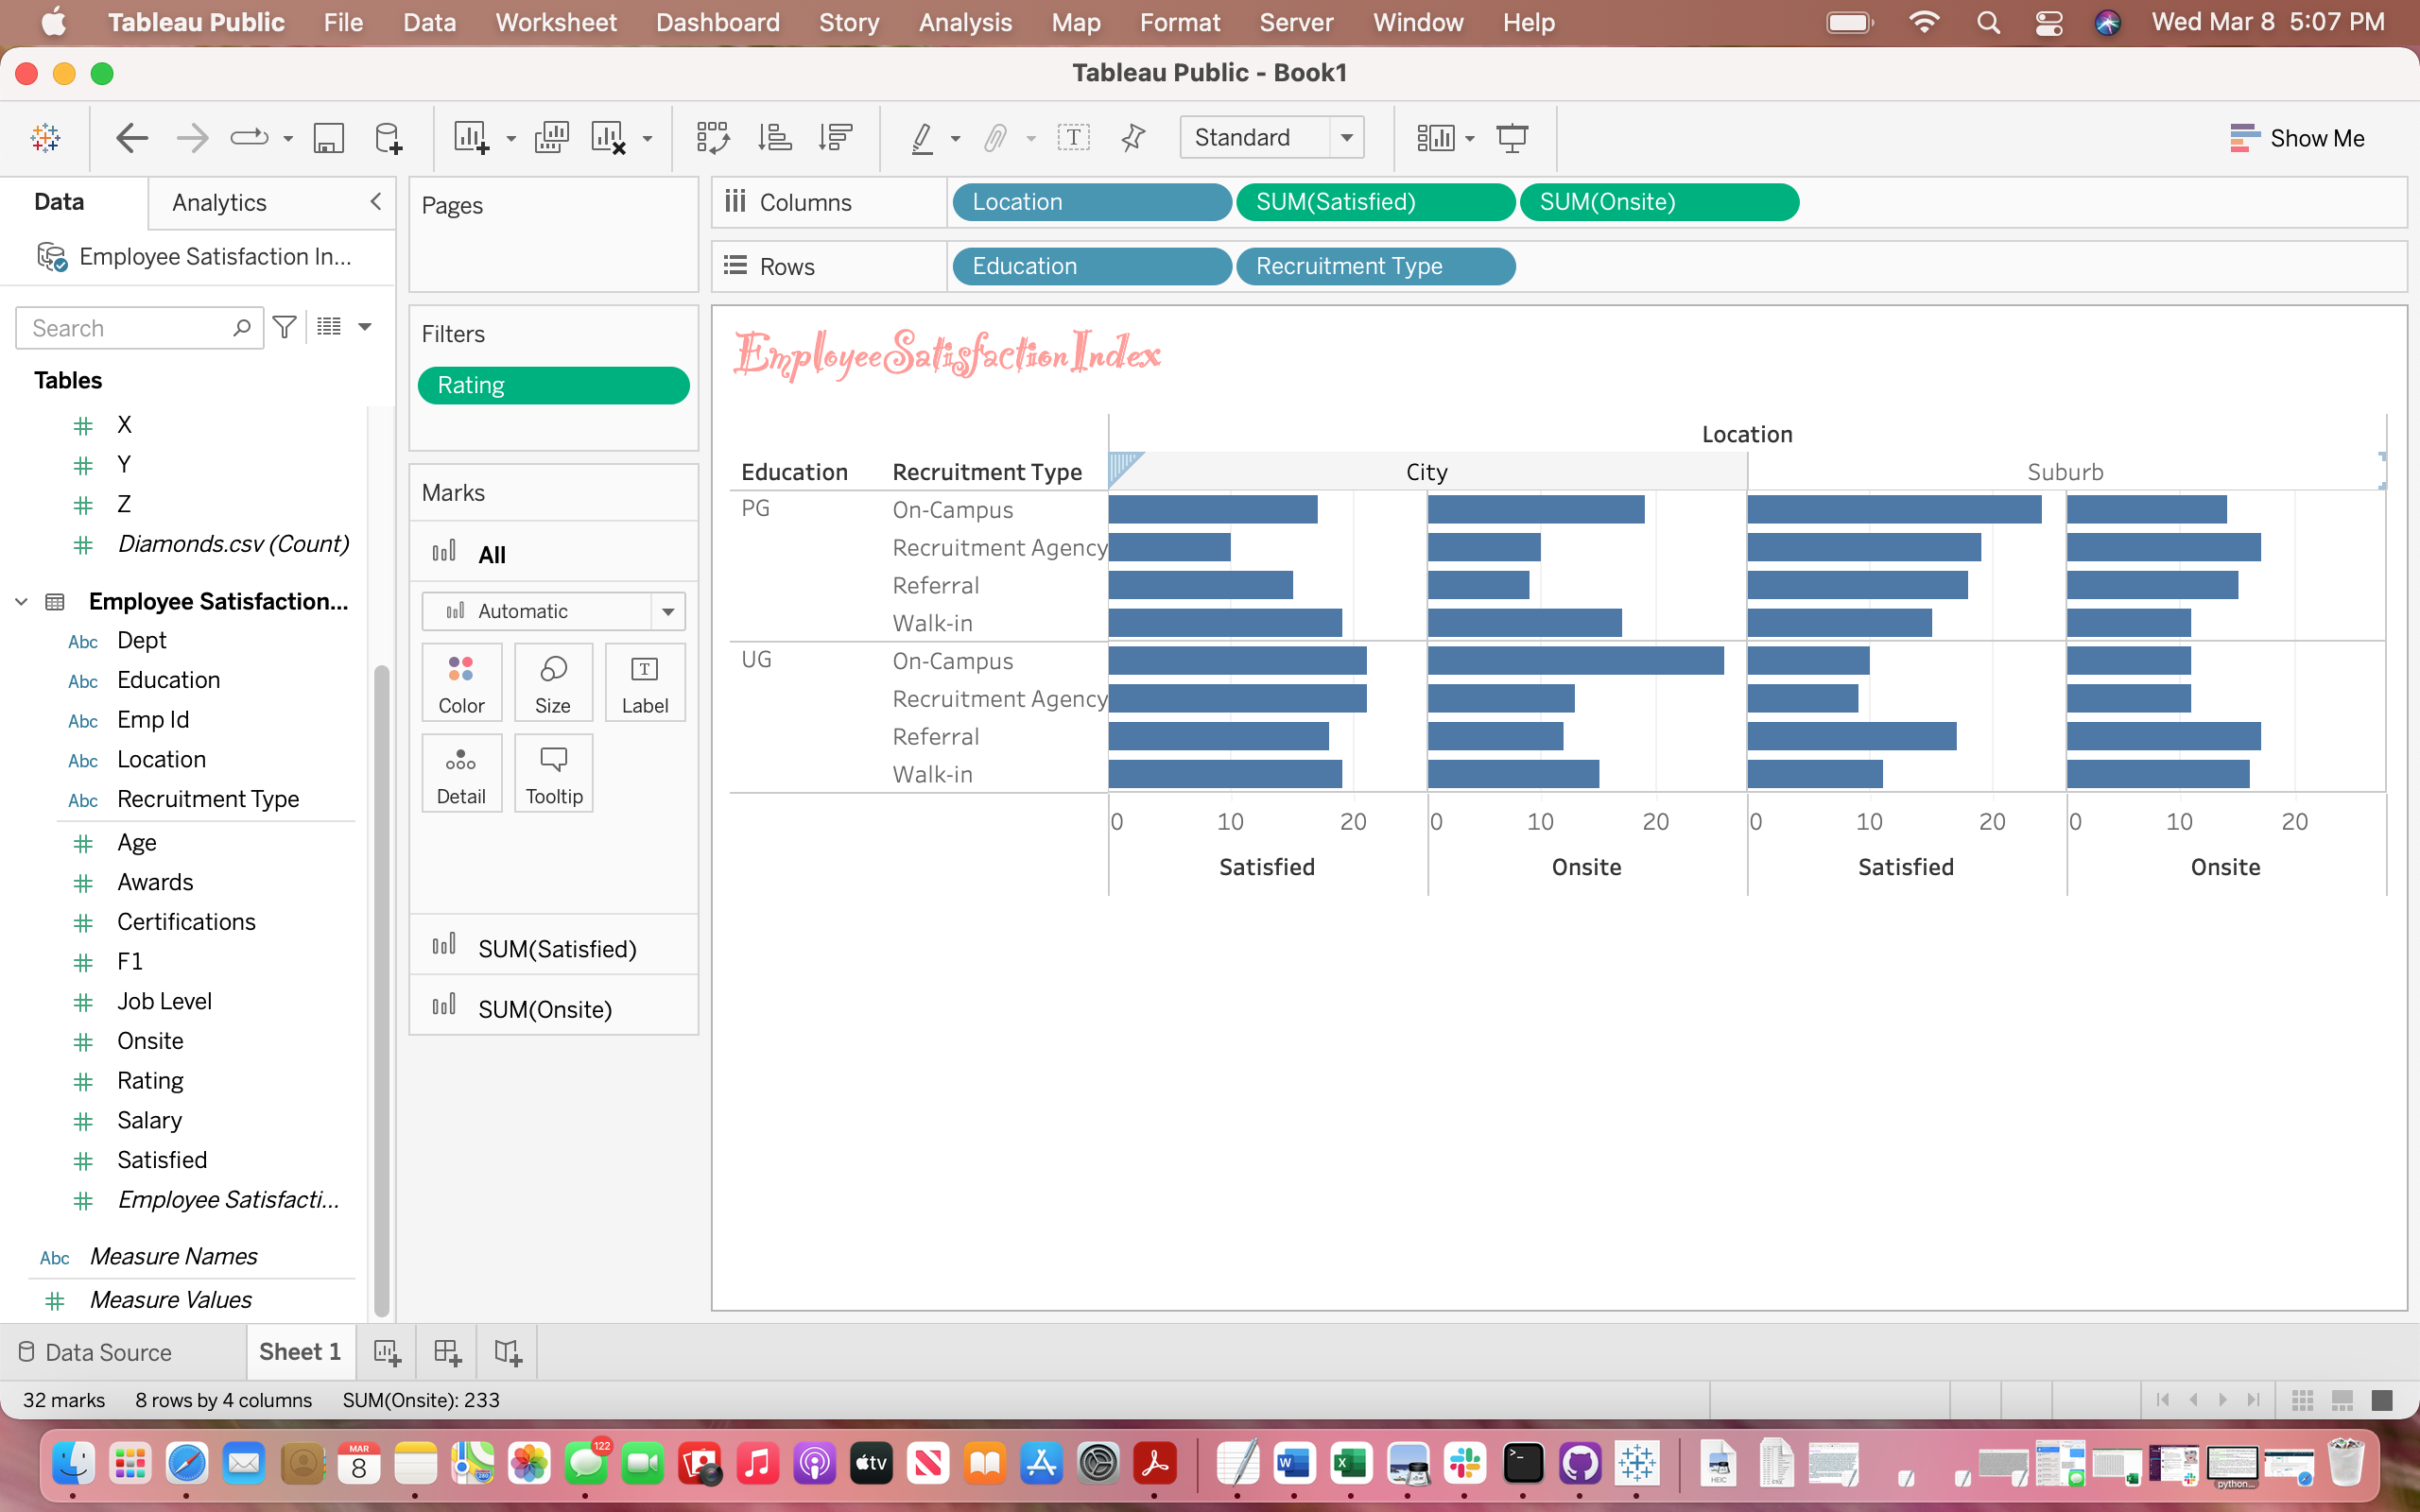 Tableau Public File Data Worksheet Dashboard Story Analysis Map Format Server Window Help Wed Mar 8 5:07 PM
Tableau Public - Book1
Standard Show Me
Data Analytics
Employee Satisfaction In...
Search
Tables
X
Y
Z
Diamonds.csv (Count)
Employee Satisfaction...
Abc Dept
Abc Education
Abc Emp Id
Abc Location
Abc Recruitment Type
Age
Awards
Certifications
F1
Job Level
Onsite
Rating
Salary
Satisfied
Employee Satisfacti...
Abc Measure Names
Measure Values
Pages
Filters
Rating
Marks
All
Automatic
Color Size Label
Detail Tooltip
SUM(Satisfied)
SUM(Onsite)
Columns Location SUM(Satisfied) SUM(Onsite)
Rows Education Recruitment Type
EmployeeSatisfactionIndex
Location
Education Recruitment Type City Suburb
PG On-Campus
Recruitment Agency
Referral
Walk-in
UG On-Campus
Recruitment Agency
Referral
Walk-in
0 10 20 0 10 20 0 10 20 0 10 20
Satisfied Onsite Satisfied Onsite
Data Source Sheet 1
32 marks 8 rows by 4 columns SUM(Onsite): 233
MAR
8
280
122
tv
W
X
>_
HEIC
python...